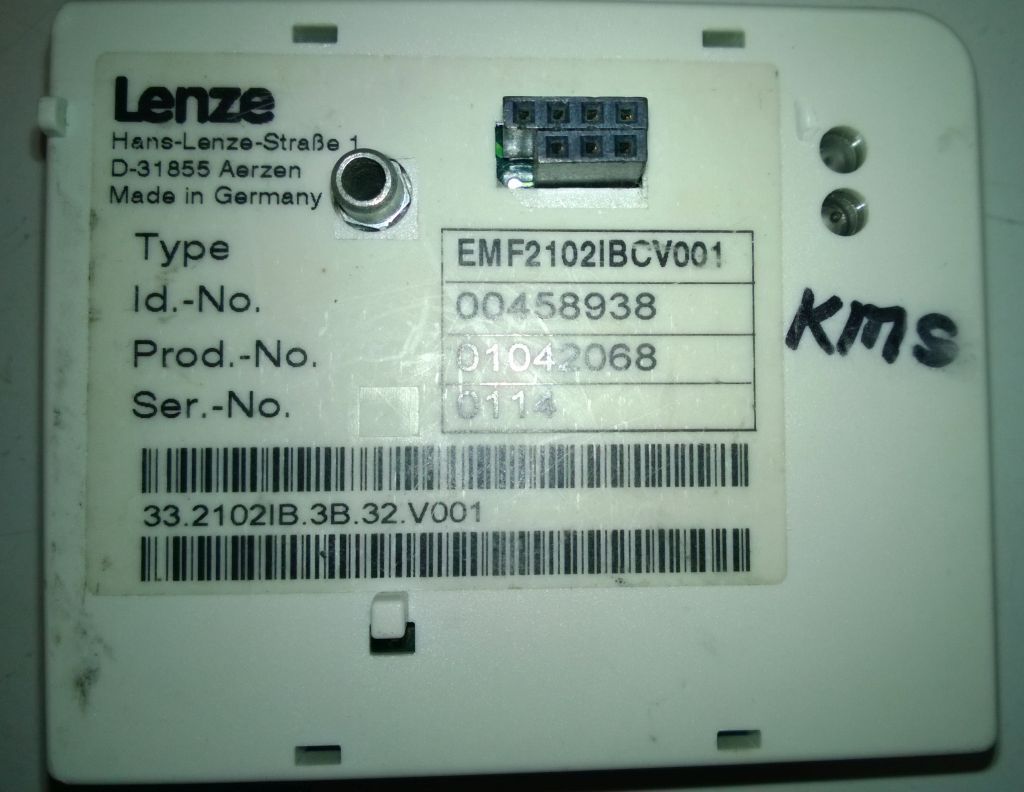 Lenze
Hans-Lenze-Straße 1
D-31855 Aerzen
Made in Germany
Type EMF2102IBCV001
Id.-No. 00458938
Prod.-No. 01042068
Ser.-No. 0114
KMS
33.2102IB.3B.32.V001